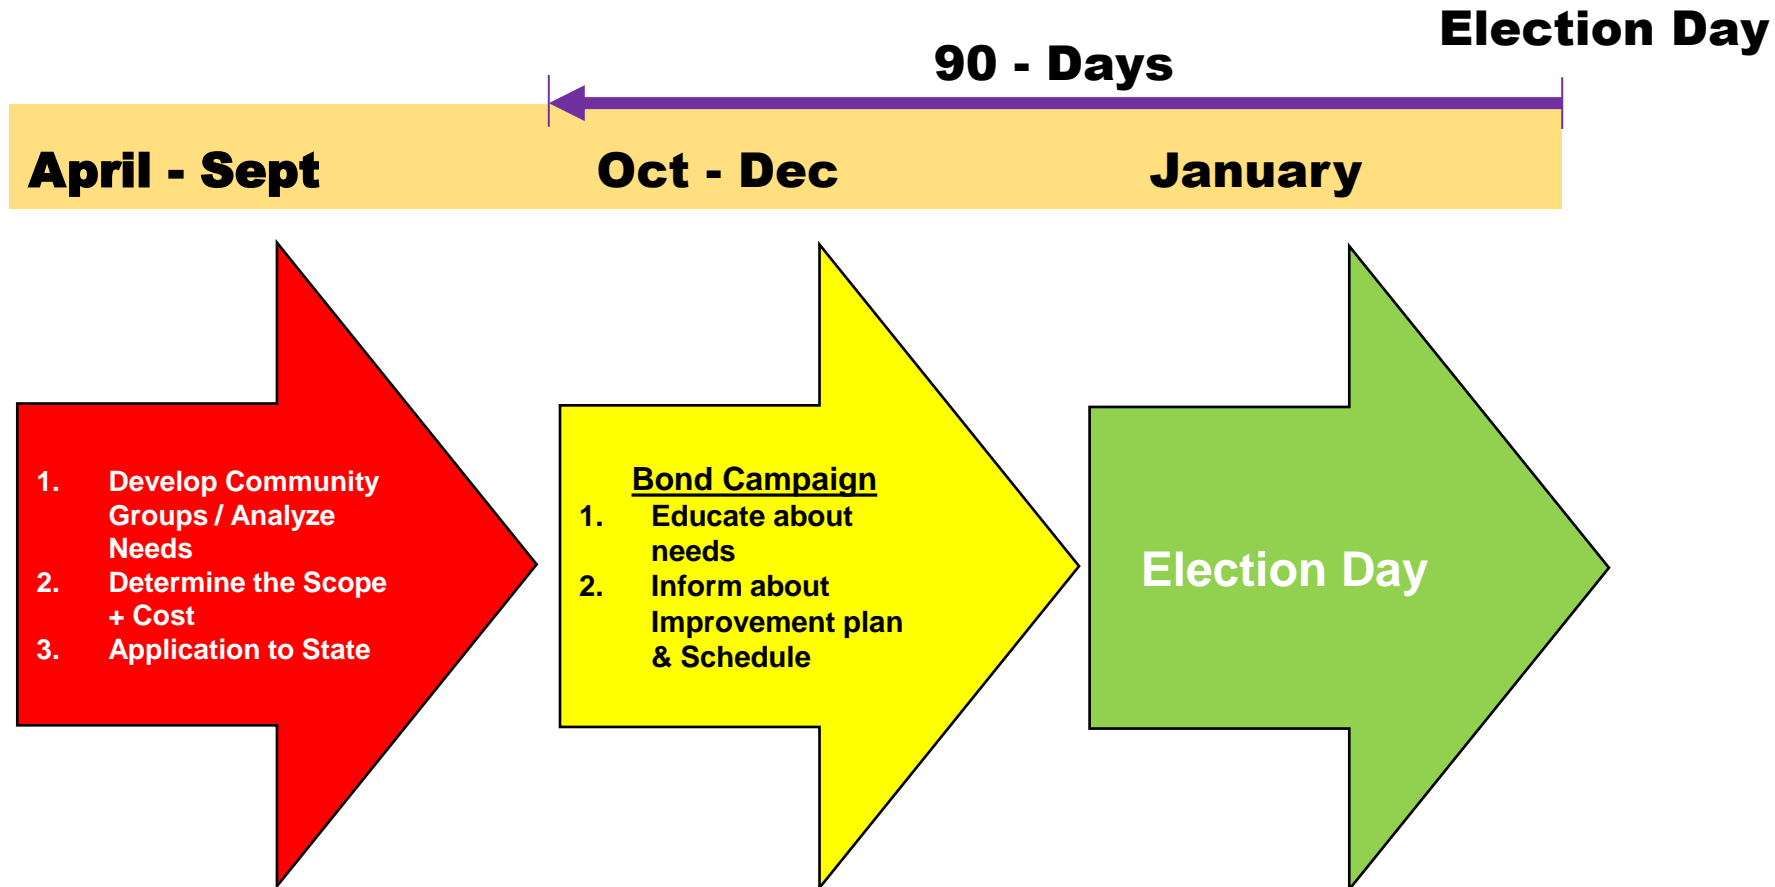 Election Day
90 - Days
April - Sept
Oct - Dec
January
1. Develop Community
Groups / Analyze
Needs
2. Determine the Scope
+ Cost
3. Application to State
Bond Campaign
1. Educate about
needs
2. Inform about
Improvement plan
& Schedule
Election Day